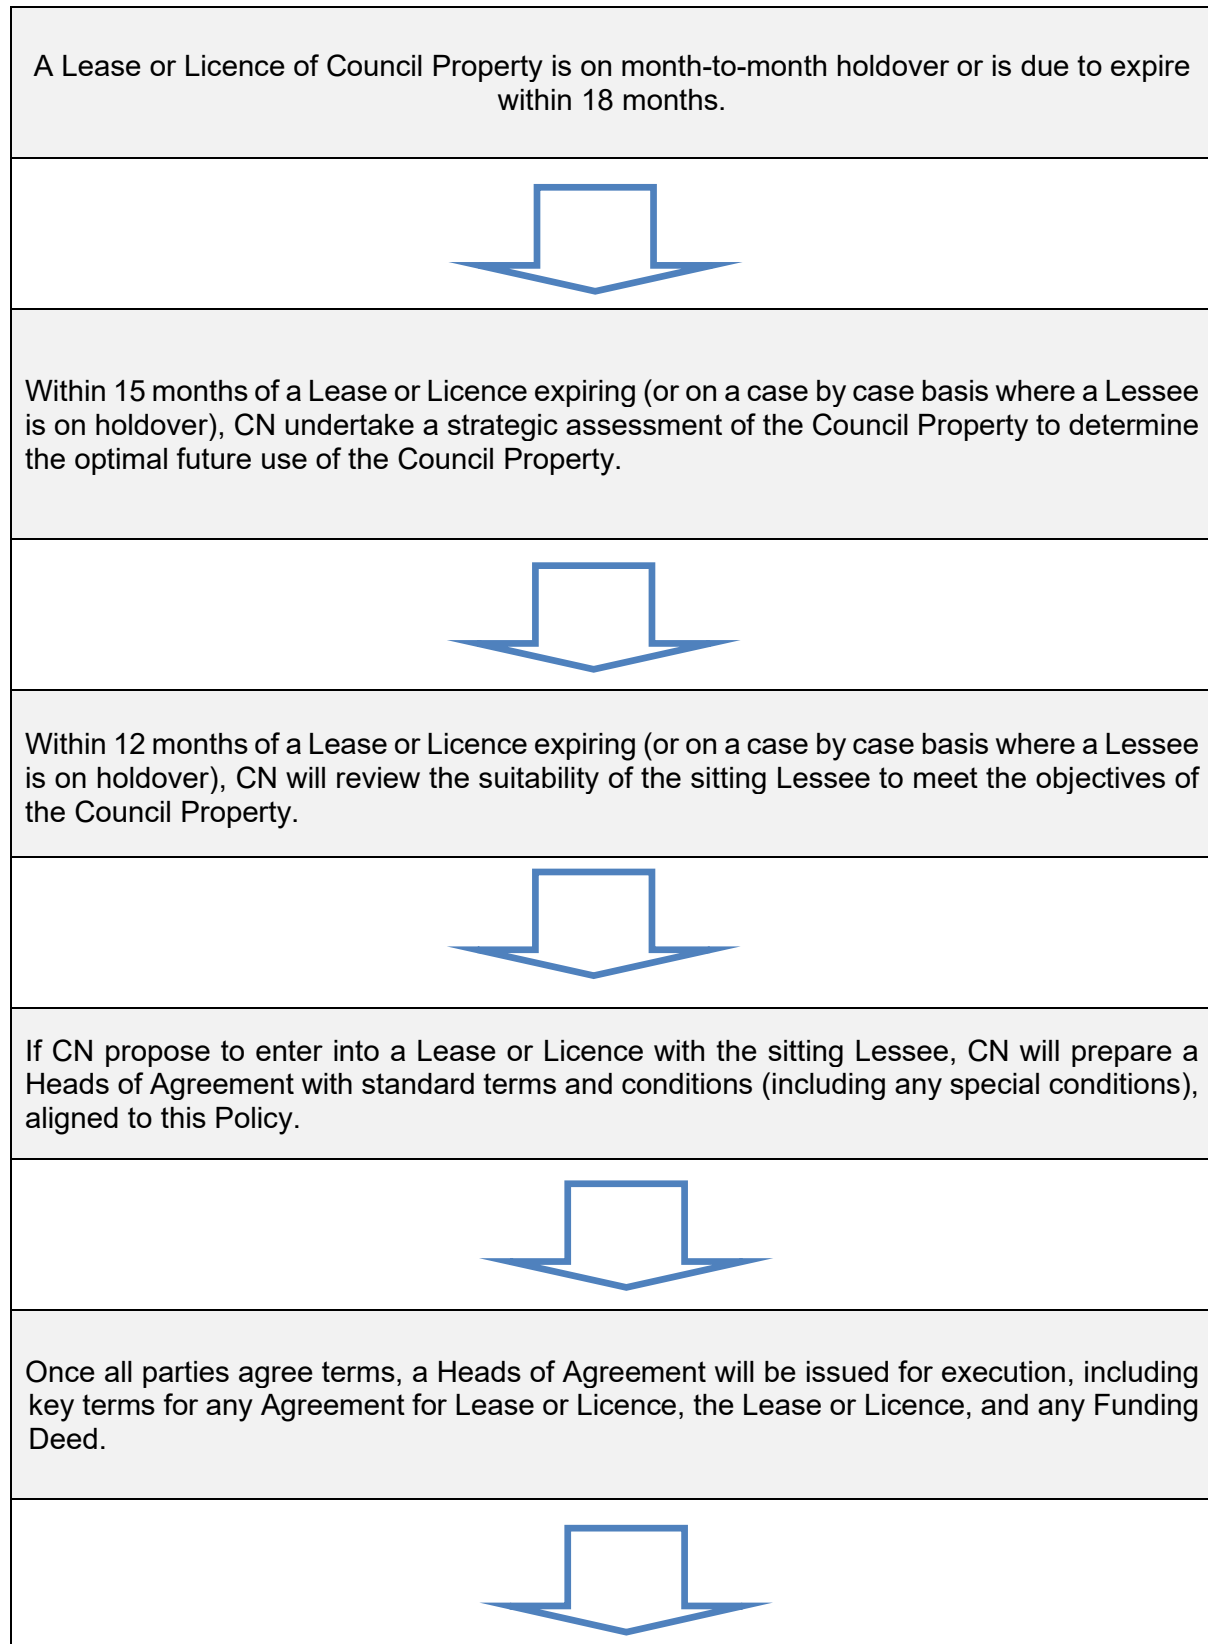 A Lease or Licence of Council Property is on month-to-month holdover or is due to expire
within 18 months.
Within 15 months of a Lease or Licence expiring (or on a case by case basis where a Lessee
is on holdover), CN undertake a strategic assessment of the Council Property to determine
the optimal future use of the Council Property.
Within 12 months of a Lease or Licence expiring (or on a case by case basis where a Lessee
is on holdover), CN will review the suitability of the sitting Lessee to meet the objectives of
the Council Property.
If CN propose to enter into a Lease or Licence with the sitting Lessee, CN will prepare a
Heads of Agreement with standard terms and conditions (including any special conditions),
aligned to this Policy.
Once all parties agree terms, a Heads of Agreement will be issued for execution, including
key terms for any Agreement for Lease or Licence, the Lease or Licence, and any Funding
Deed.